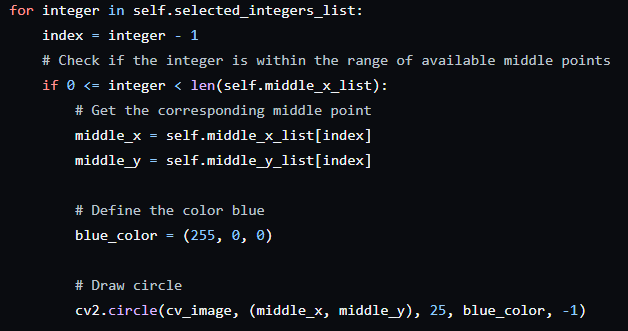 for integer in self.selected_integers_list:
    index = integer - 1
    # Check if the integer is within the range of available middle points
    if 0 <= integer < len(self.middle_x_list):
        # Get the corresponding middle point
        middle_x = self.middle_x_list[index]
        middle_y = self.middle_y_list[index]

        # Define the color blue
        blue_color = (255, 0, 0)

        # Draw circle
        cv2.circle(cv_image, (middle_x, middle_y), 25, blue_color, -1)